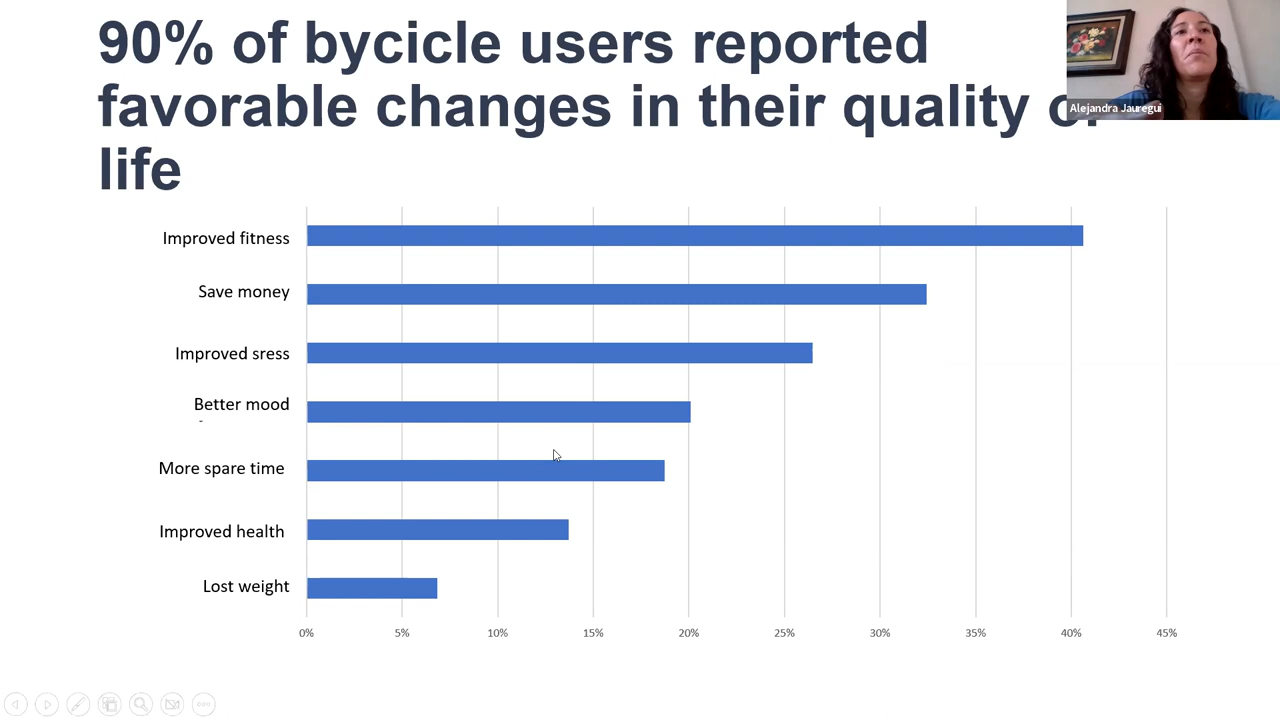 90% of bycicle users reported
favorable changes in their quality
life
Alejandra Jauregui
Improved fitness
Save money
Improved sress
Better mood
More spare time
Improved health
Lost weight
0% 5% 10% 15% 20% 25% 30% 35% 40% 45%